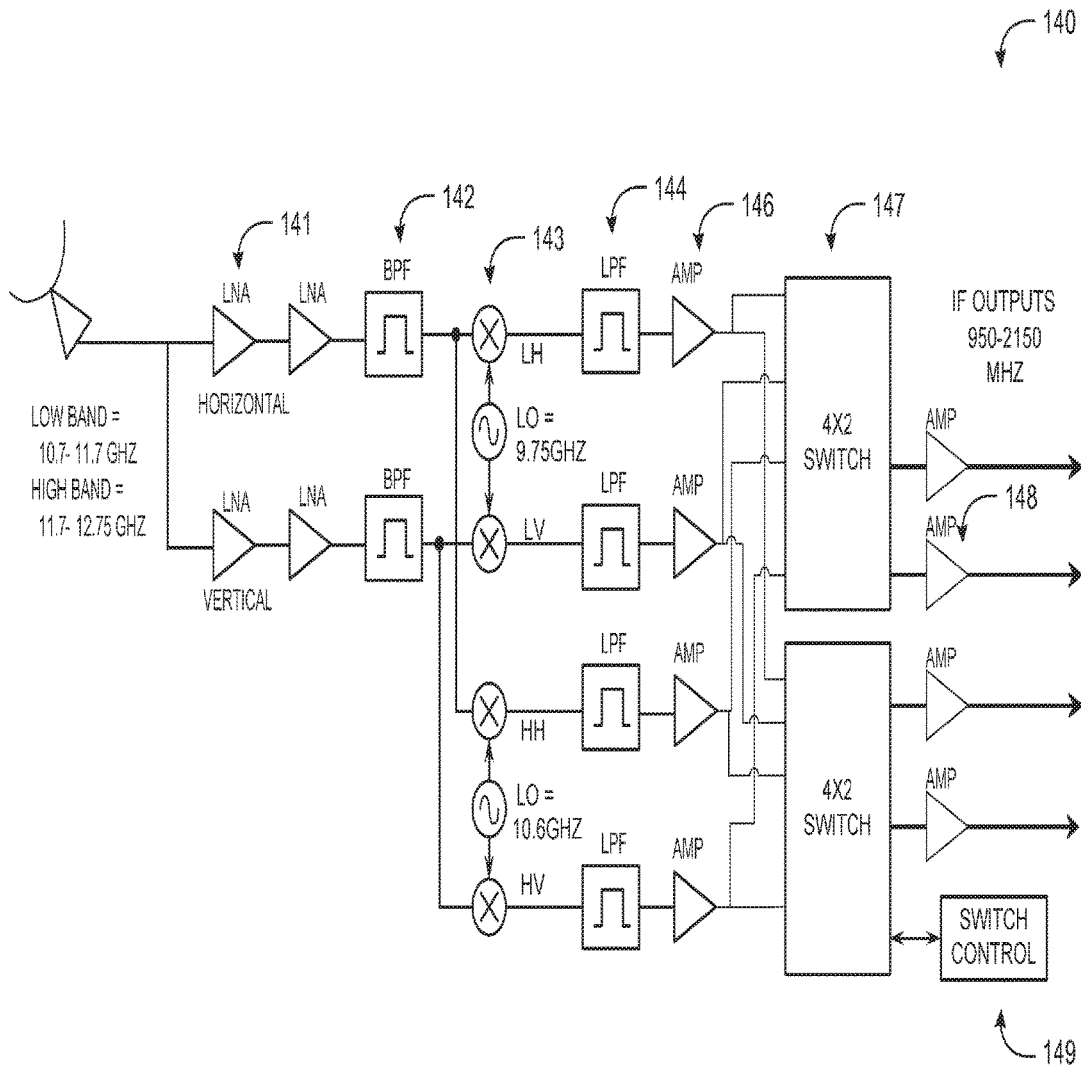 140
141
142
143
144
146
147
LNA
LNA
BPF
LPF
AMP
HORIZONTAL
LH
LO =
9.75GHZ
LOW BAND =
10.7- 11.7 GHZ
HIGH BAND =
11.7- 12.75 GHZ
LNA
LNA
BPF
VERTICAL
LV
LPF
AMP
4X2
SWITCH
IF OUTPUTS
950-2150
MHZ
AMP
AMP
148
HH
LPF
AMP
LO =
10.6GHZ
HV
LPF
AMP
4X2
SWITCH
AMP
AMP
SWITCH
CONTROL
149